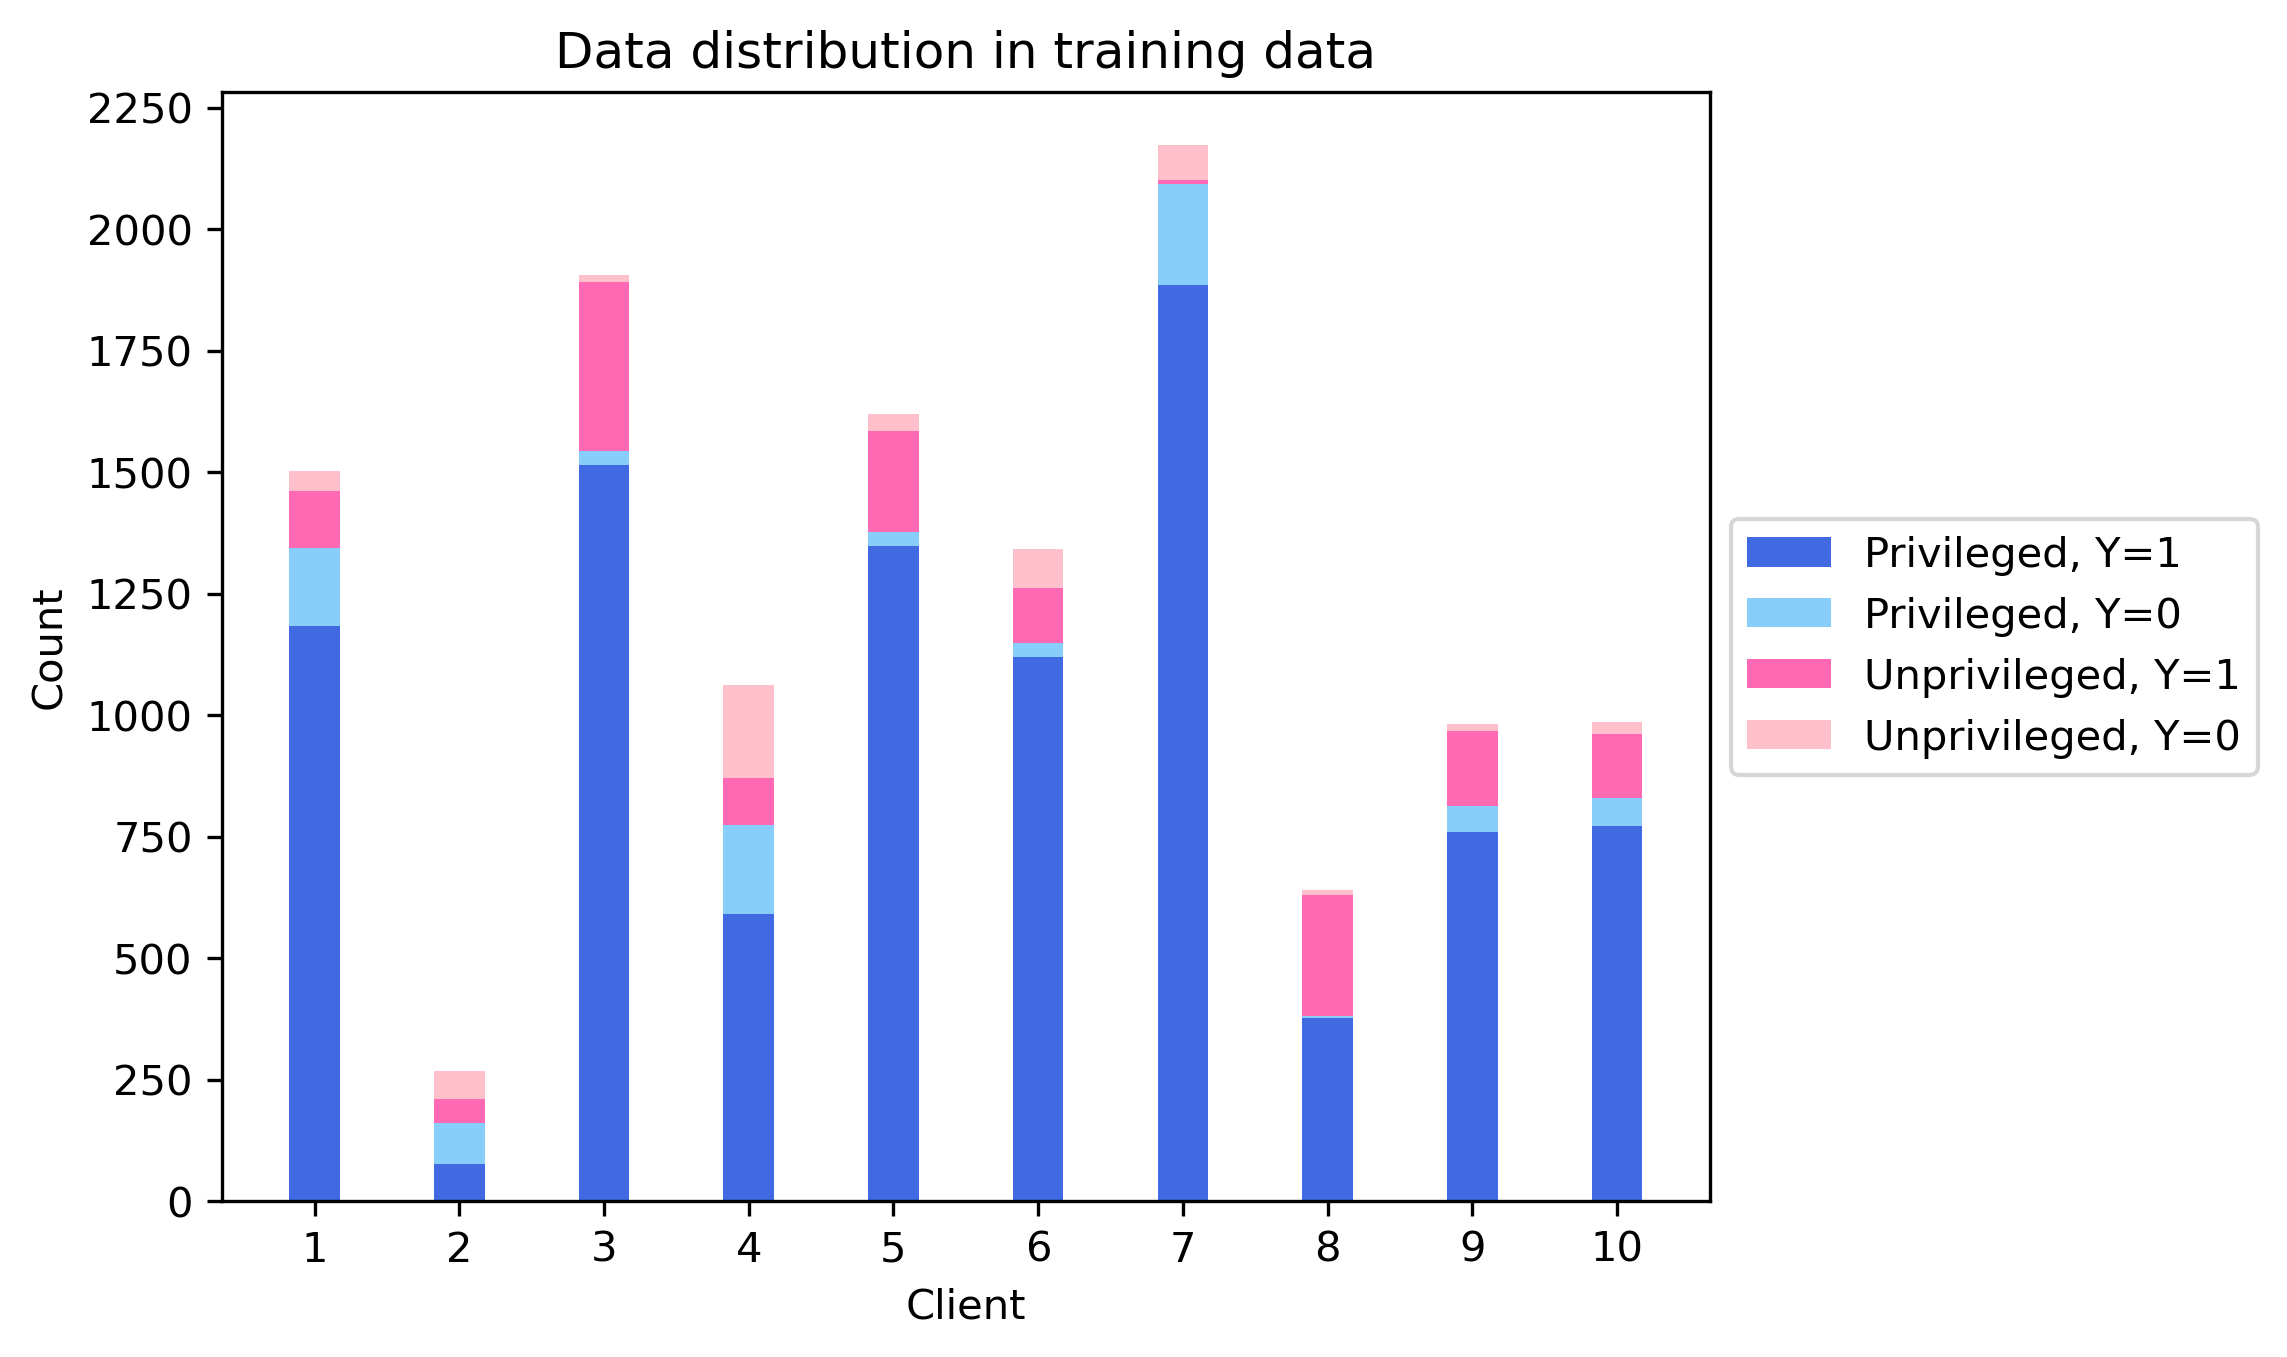 Data distribution in training data
Count
2250
2000
1750
1500
1250
1000
750
500
250
0
1 2 3 4 5 6 7 8 9 10
Client
Privileged, Y=1
Privileged, Y=0
Unprivileged, Y=1
Unprivileged, Y=0